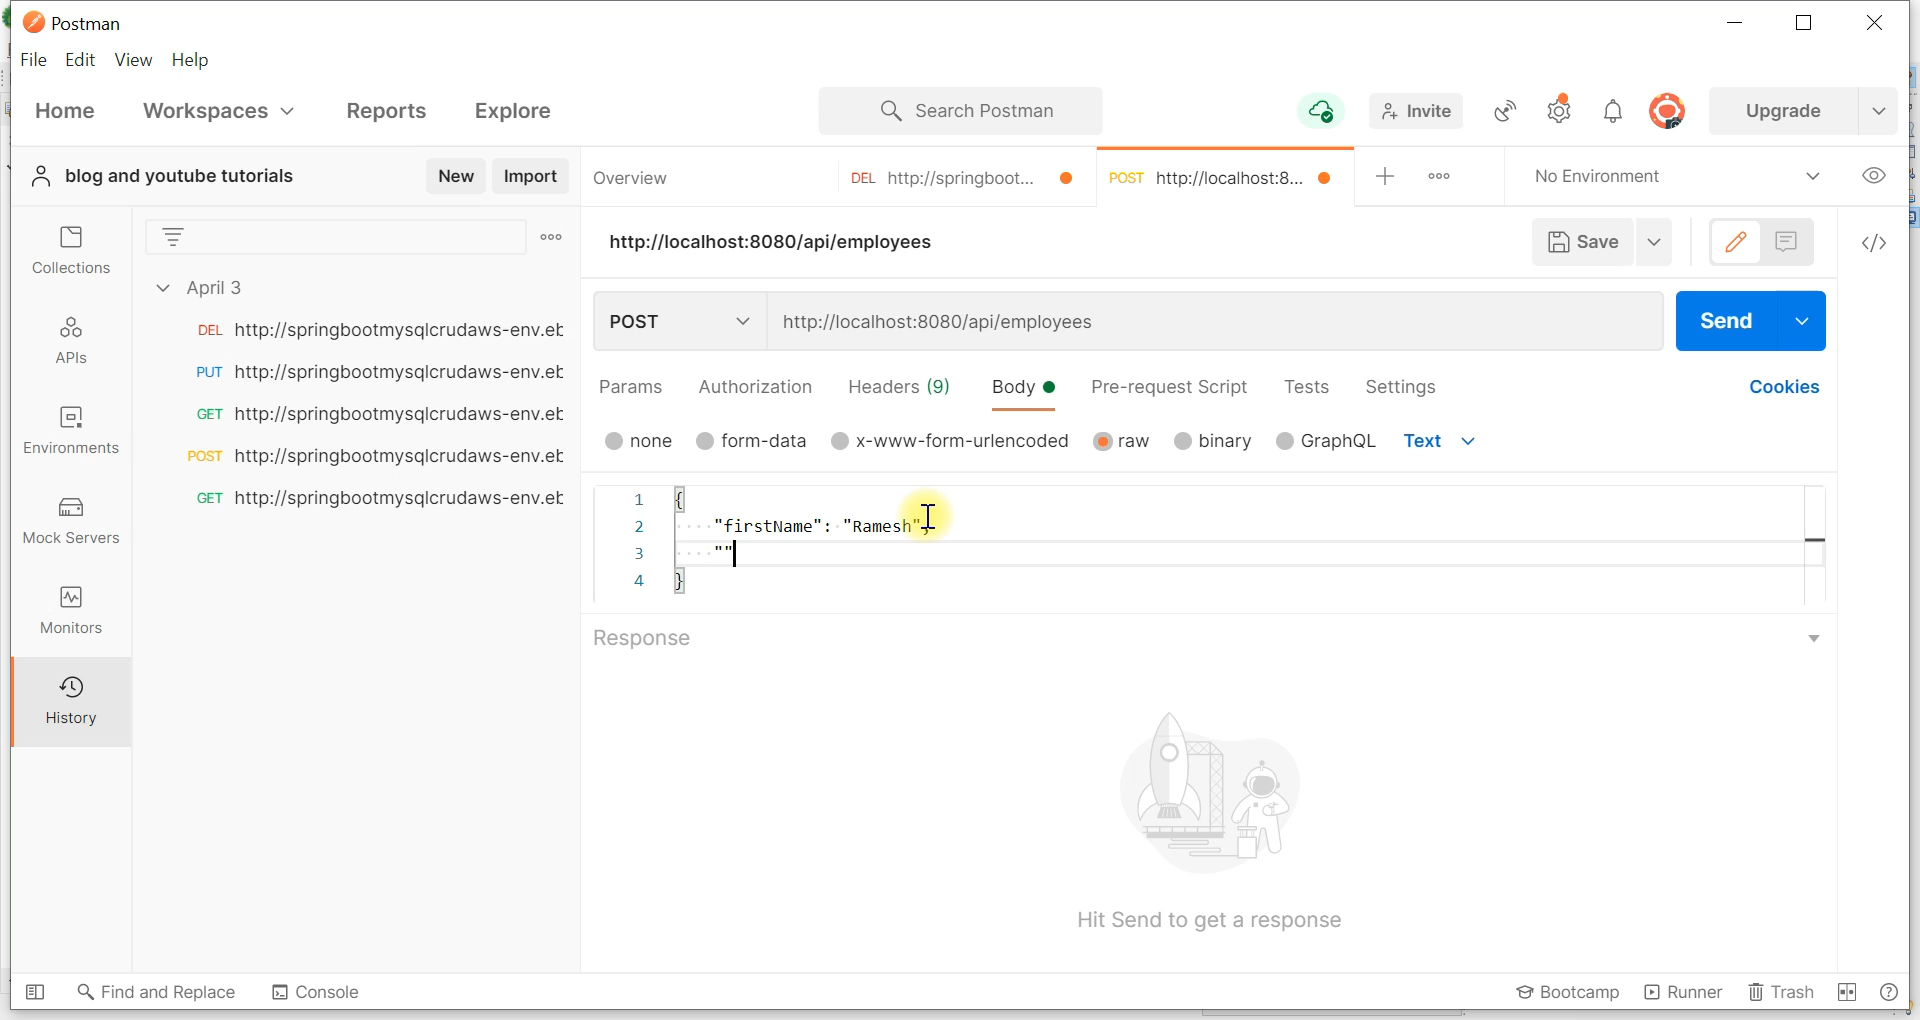 Postman
File Edit View Help
Home Workspaces Reports Explore Search Postman Invite Upgrade
blog and youtube tutorials New Import Overview DEL http://springboot... POST http://localhost:8... No Environment
Collections
APIs
Environments
Mock Servers
Monitors
History
April 3
DEL http://springbootmysqlcrudaws-env.eb
PUT http://springbootmysqlcrudaws-env.eb
GET http://springbootmysqlcrudaws-env.eb
POST http://springbootmysqlcrudaws-env.eb
GET http://springbootmysqlcrudaws-env.eb
http://localhost:8080/api/employees Save </>
POST http://localhost:8080/api/employees Send
Params Authorization Headers (9) Body Pre-request Script Tests Settings Cookies
none form-data x-www-form-urlencoded raw binary GraphQL Text
1 {
2 "firstName": "Ramesh",
3 ""
4 }
Response
Hit Send to get a response
Find and Replace Console Bootcamp Runner Trash